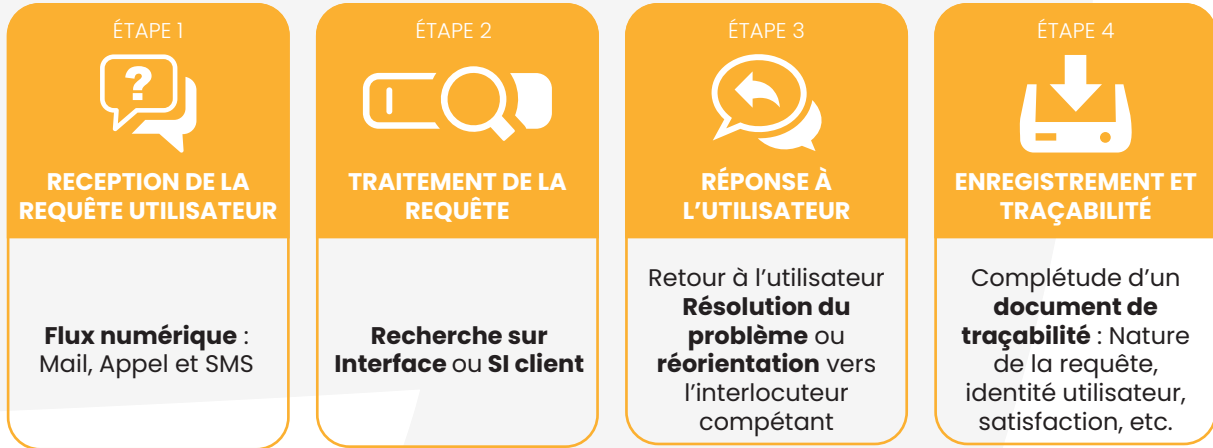 ÉTAPE 1
?
RECEPTION DE LA
REQUÊTE UTILISATEUR
Flux numérique :
Mail, Appel et SMS
ÉTAPE 2
TRAITEMENT DE LA
REQUÊTE
Recherche sur
Interface ou SI client
ÉTAPE 3
RÉPONSE À
L'UTILISATEUR
Retour à l'utilisateur
Résolution du
problème ou
réorientation vers
l'interlocuteur
compétant
ÉTAPE 4
ENREGISTREMENT ET
TRAÇABILITÉ
Complétude d'un
document de
traçabilité : Nature
de la requête,
identité utilisateur,
satisfaction, etc.